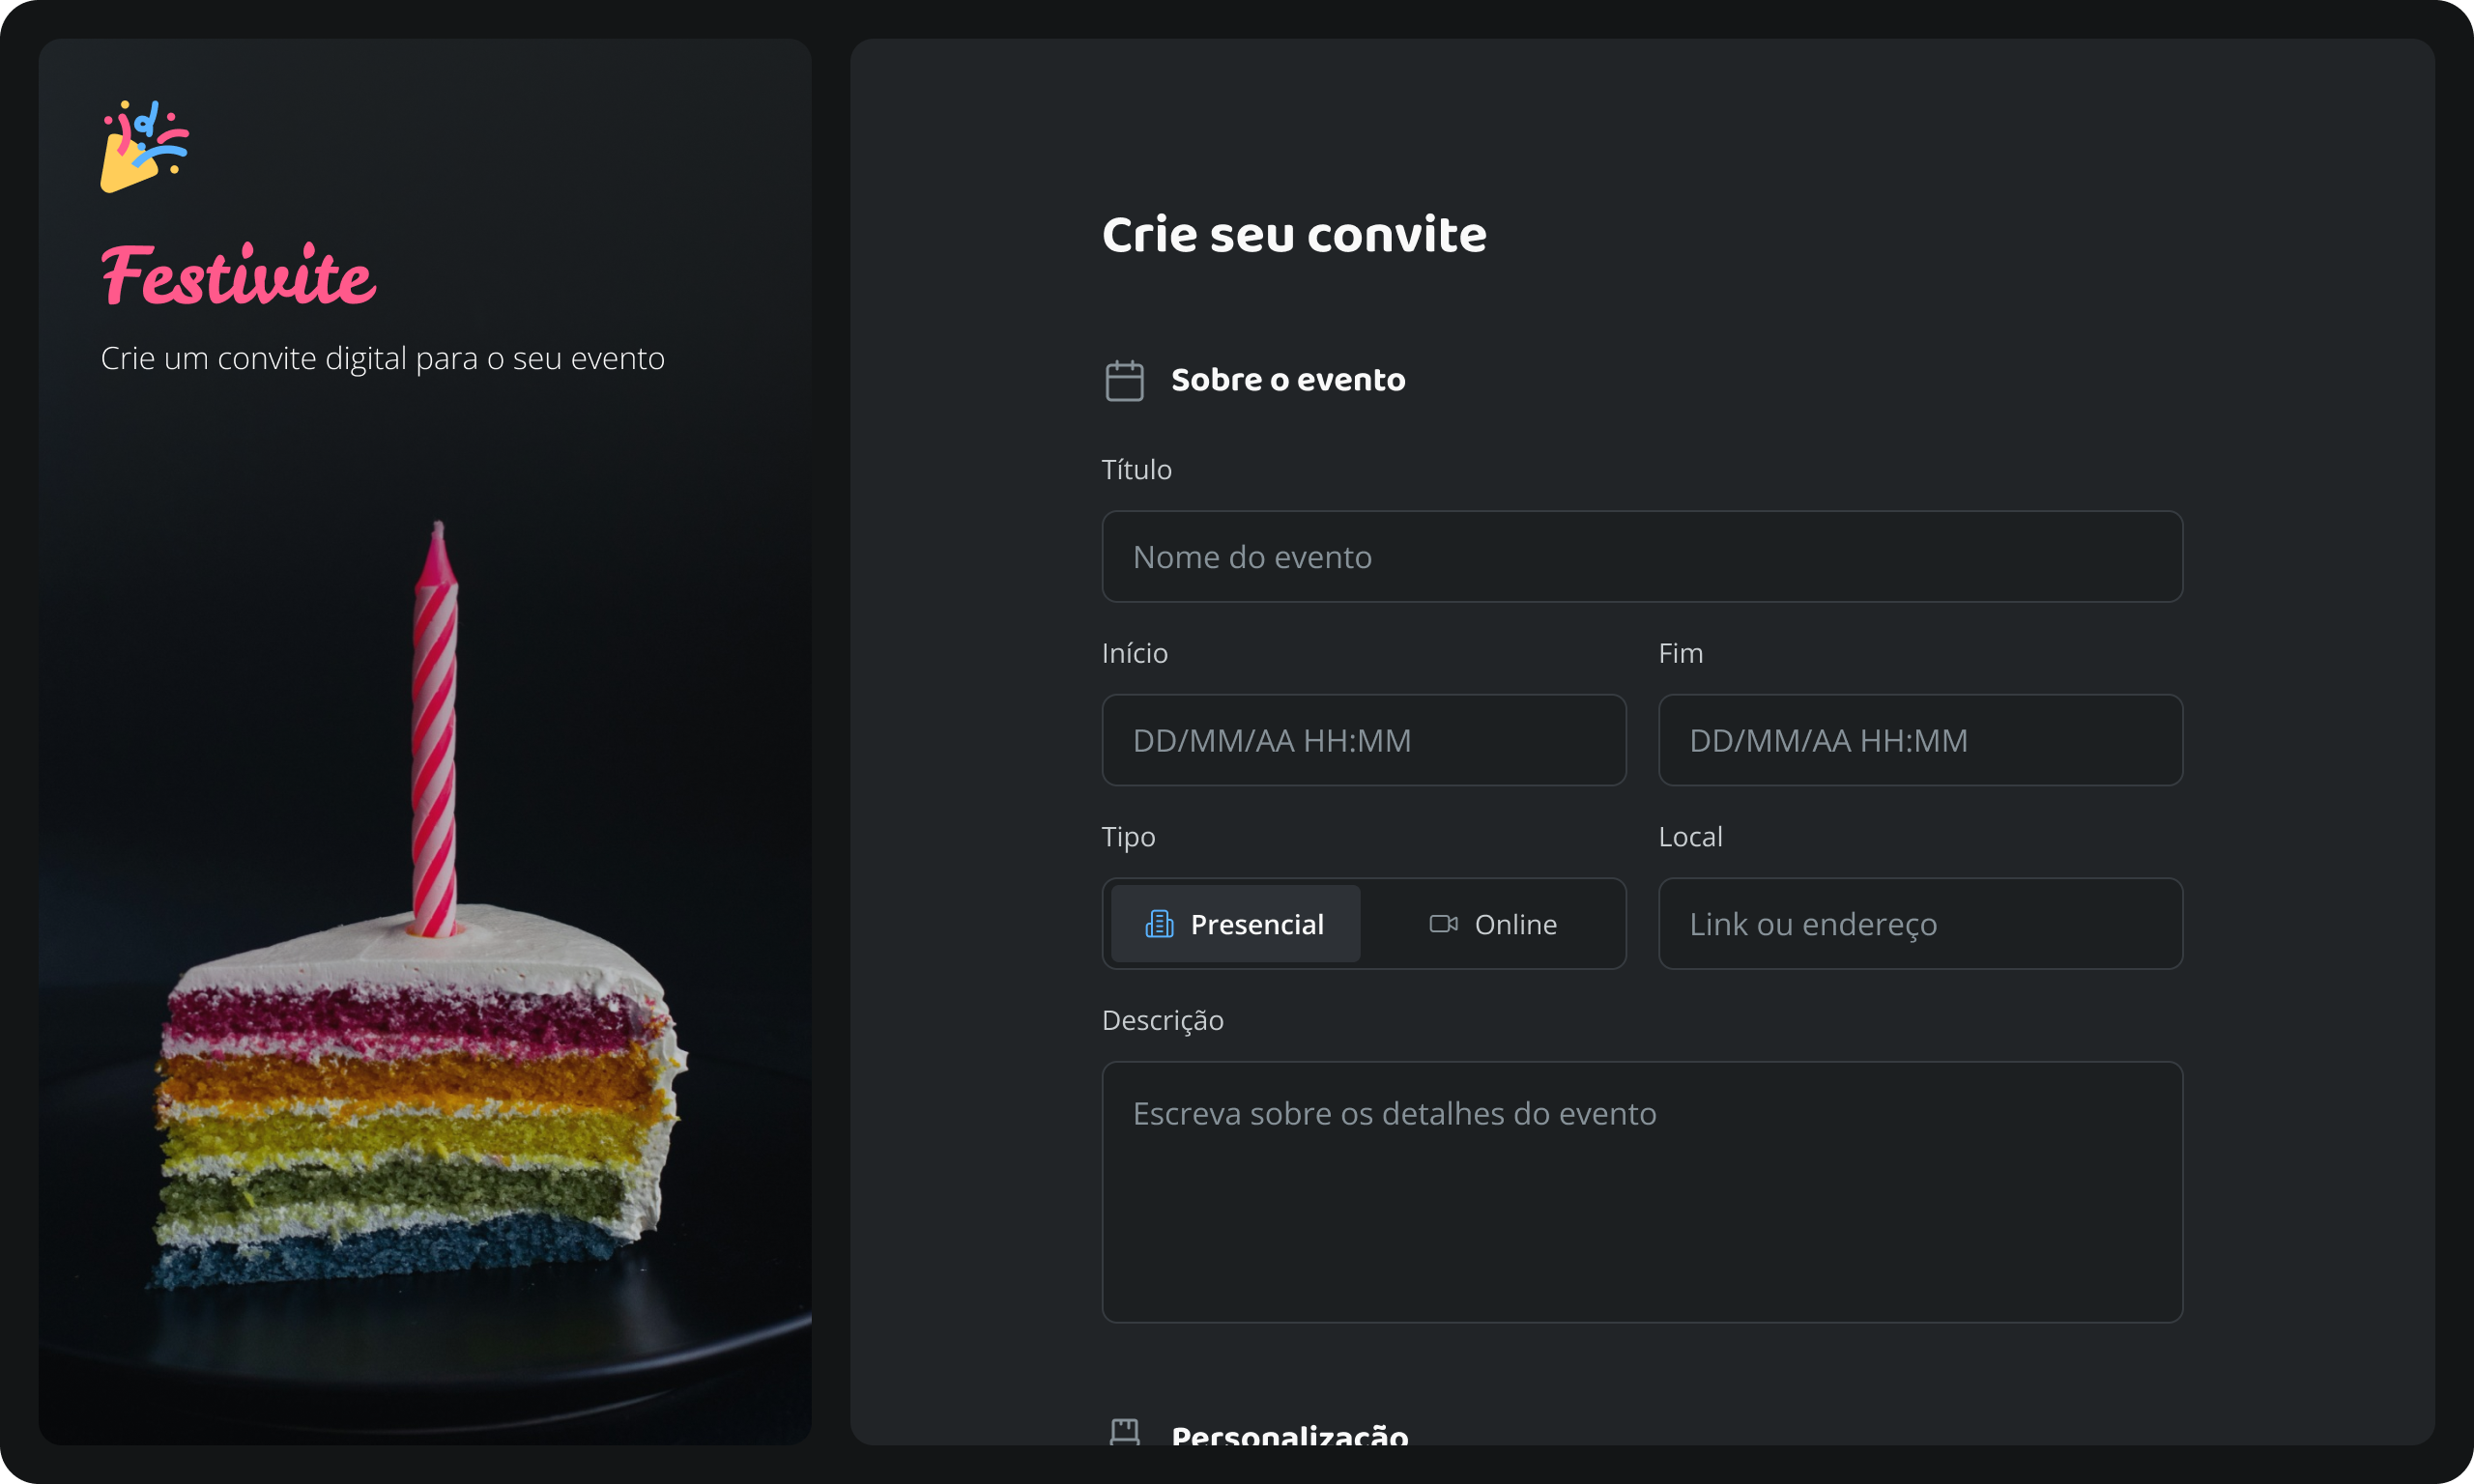 Festivite
Crie um convite digital para o seu evento
Crie seu convite
Sobre o evento
Título
Nome do evento
Início
Fim
DD/MM/AA HH:MM
DD/MM/AA HH:MM
Tipo
Local
Presencial
Online
Link ou endereço
Descrição
Escreva sobre os detalhes do evento
Personalização